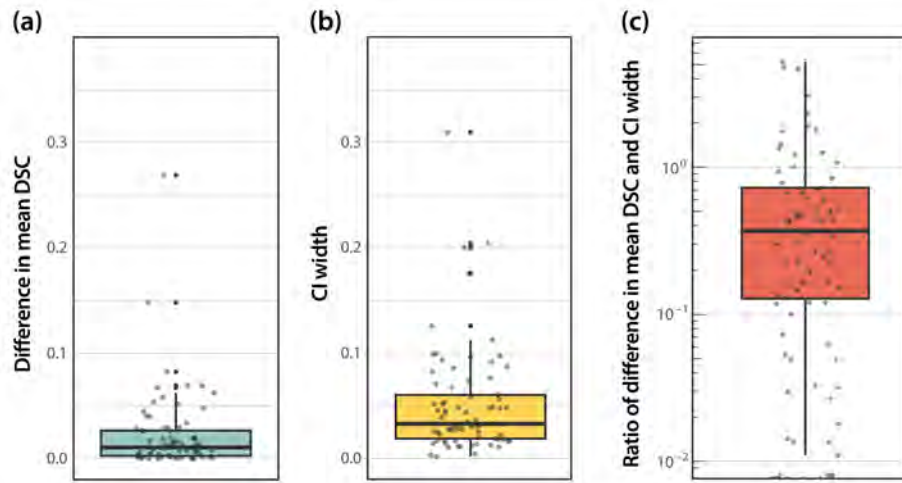 (a)
Difference in mean DSC
0.3
0.2
0.1
0.0
(b)
CI width
0.3
0.2
0.1
0.0
(c)
Ratio of difference in mean DSC and CI width
10⁰
10⁻¹
10⁻²